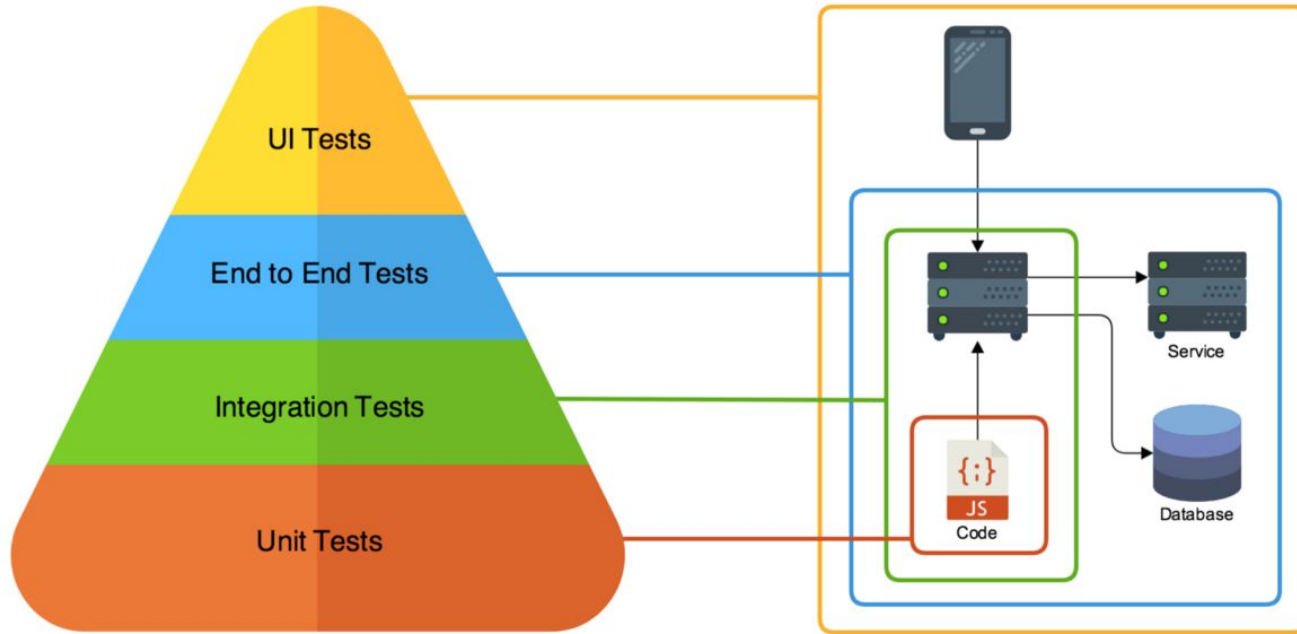 UI Tests
End to End Tests
Integration Tests
Unit Tests
Service
{;}
JS
Code
Database